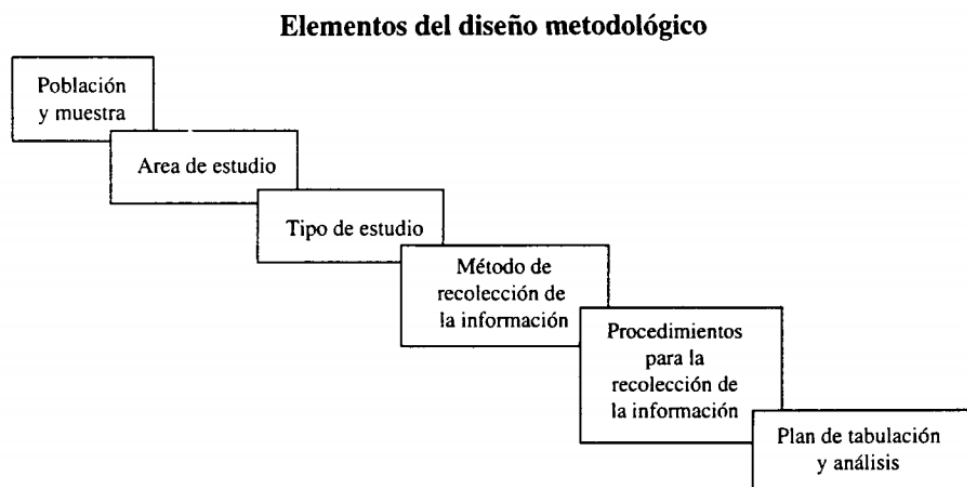 Elementos del diseño metodológico
Población
y muestra
Area de estudio
Tipo de estudio
Método de
recolección de
la información
Procedimientos
para la
recolección de
la información
Plan de tabulación
y análisis